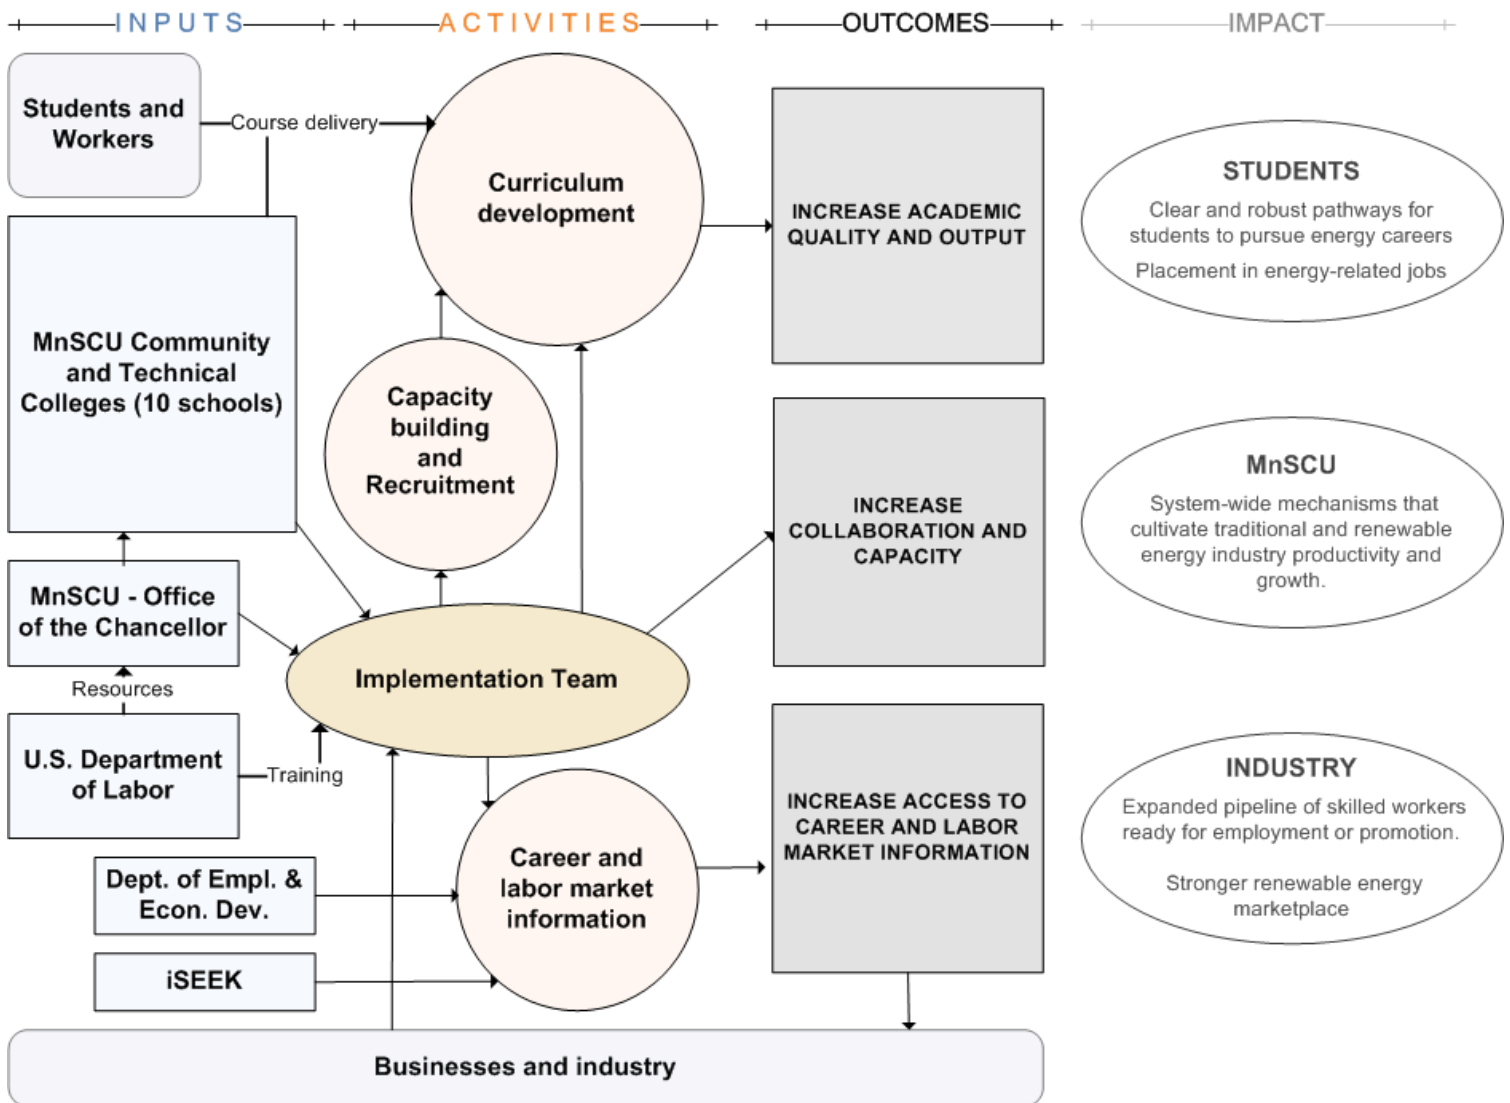 INPUTS
ACTIVITIES
OUTCOMES
IMPACT
Students and
Workers
Course delivery
Curriculum
development
INCREASE ACADEMIC
QUALITY AND OUTPUT
STUDENTS
Clear and robust pathways for
students to pursue energy careers
Placement in energy-related jobs
MnSCU Community
and Technical
Colleges (10 schools)
Capacity
building
and
Recruitment
INCREASE
COLLABORATION AND
CAPACITY
MnSCU
System-wide mechanisms that
cultivate traditional and renewable
energy industry productivity and
growth.
MnSCU - Office
of the Chancellor
Implementation Team
Resources
U.S. Department
of Labor
Training
INCREASE ACCESS TO
CAREER AND LABOR
MARKET INFORMATION
INDUSTRY
Expanded pipeline of skilled workers
ready for employment or promotion.
Stronger renewable energy
marketplace
Dept. of Empl. &
Econ. Dev.
Career and
labor market
information
iSEEK
Businesses and industry